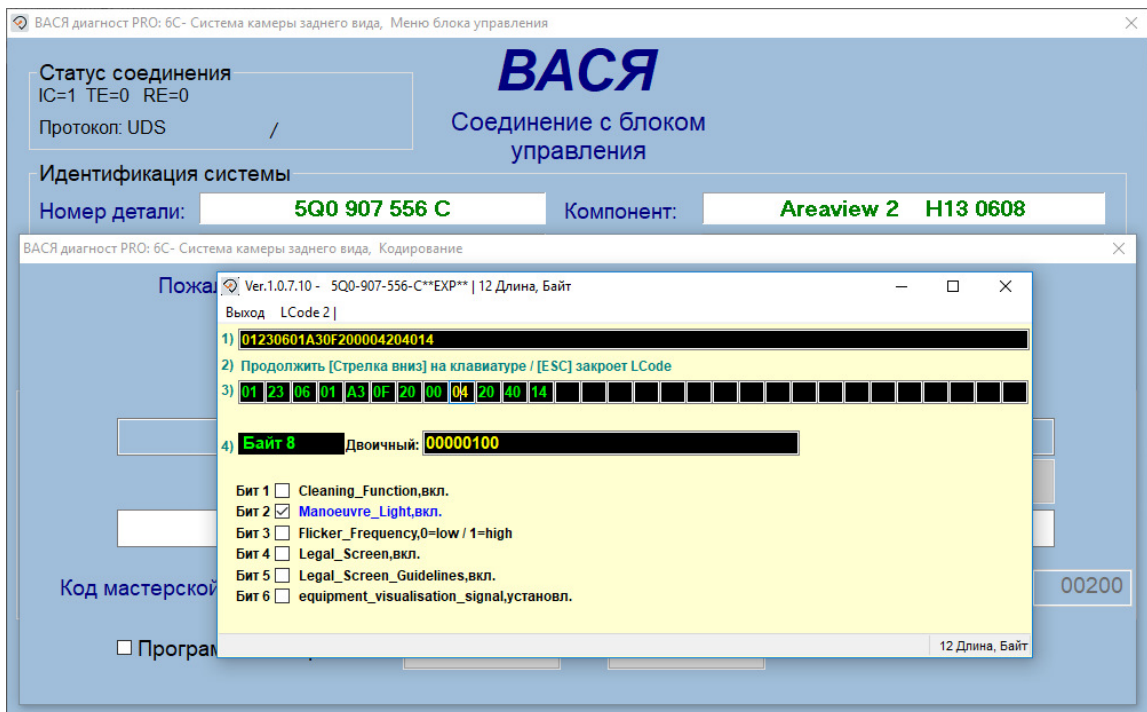 ВАСЯ диагност PRO: 6C- Система камеры заднего вида, Меню блока управления
Статус соединения
IC=1 TE=0 RE=0
Протокол: UDS /
ВАСЯ
Соединение с блоком
управления
Идентификация системы
Номер детали: 5Q0 907 556 C Компонент: Areaview 2 H13 0608
ВАСЯ диагност PRO: 6C- Система камеры заднего вида, Кодирование
Пожа
Ver.1.0.7.10 - 5Q0-907-556-C**EXP** | 12 Длина, Байт
Выход LCode 2 |
1) 01230601A30F200004204014
2) Продолжить [Стрелка вниз] на клавиатуре / [ESC] закроет LCode
3) 01 23 06 01 A3 0F 20 00 04 20 40 14
4) Байт 8 Двоичный: 00000100
Бит 1 Cleaning_Function,вкл.
Бит 2 Manoeuvre_Light,вкл.
Бит 3 Flicker_Frequency,0=low / 1=high
Бит 4 Legal_Screen,вкл.
Бит 5 Legal_Screen_Guidelines,вкл.
Бит 6 equipment_visualisation_signal,установл.
Код мастерской 00200
12 Длина, Байт
Програ